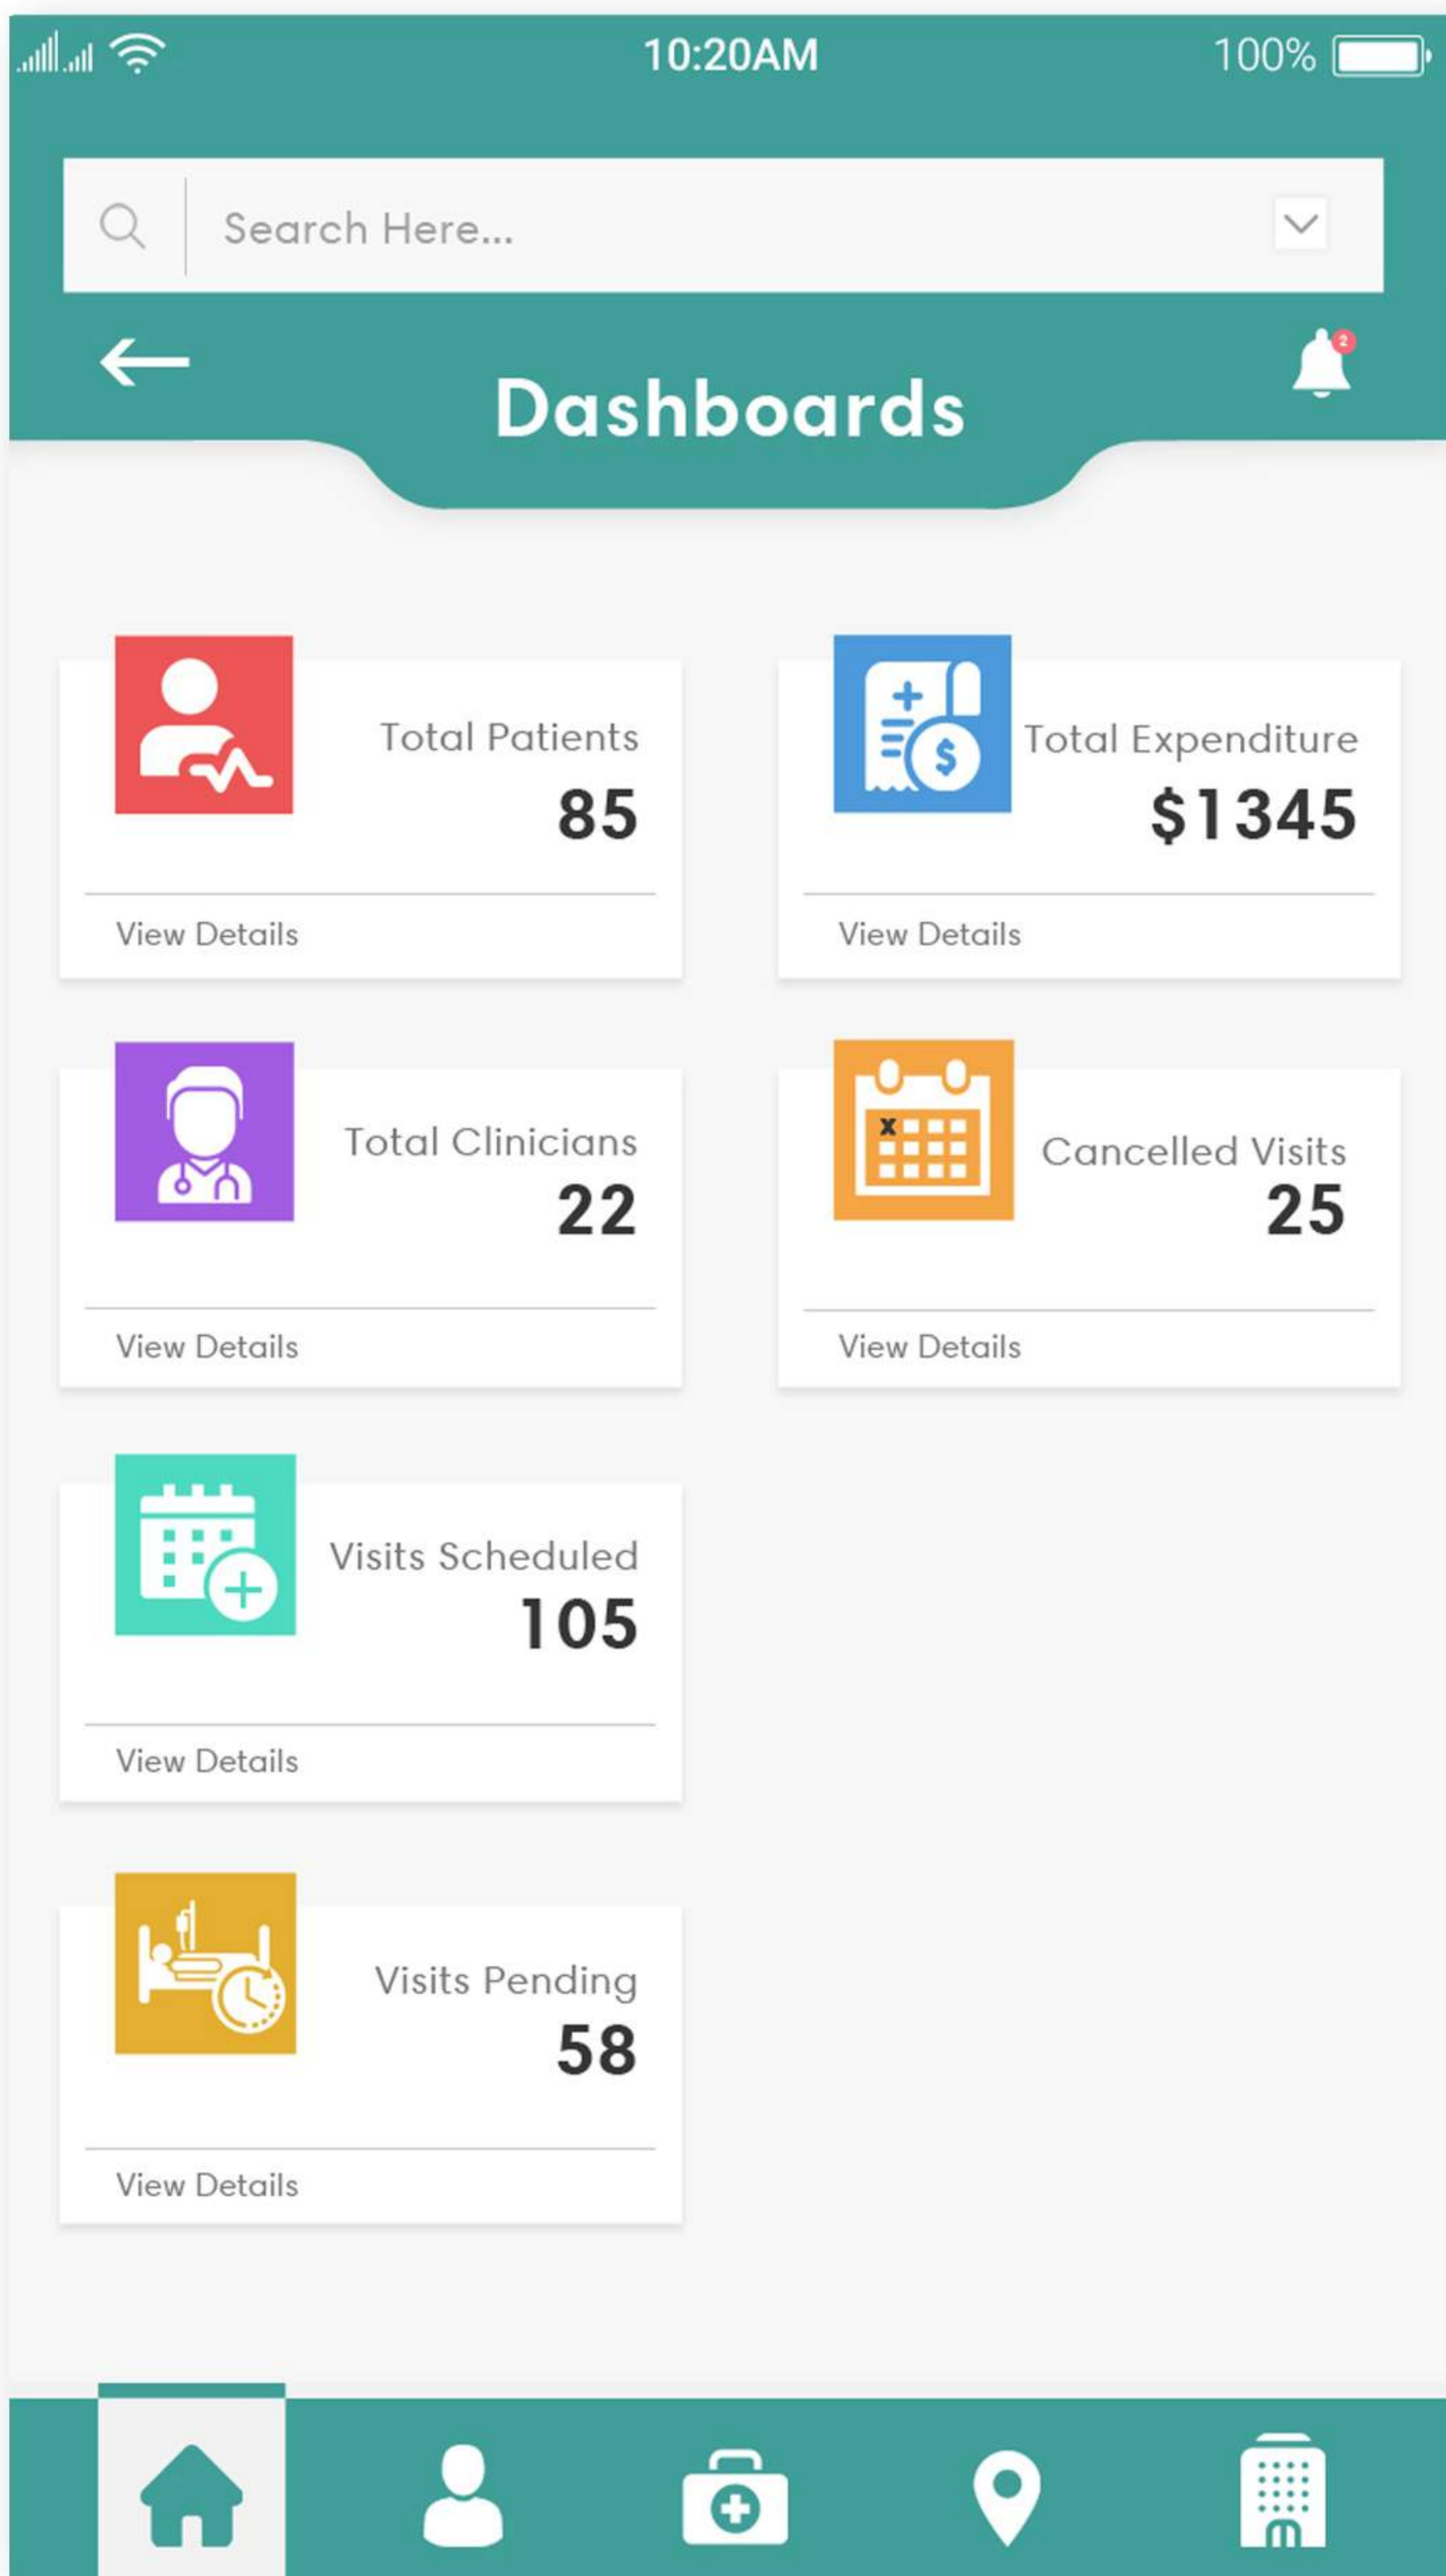 10:20AM
100%
Search Here...
2
Dashboards
Total Patients
85
View Details
Total Expenditure
$1345
View Details
Total Clinicians
22
View Details
Cancelled Visits
25
View Details
Visits Scheduled
105
View Details
Visits Pending
58
View Details